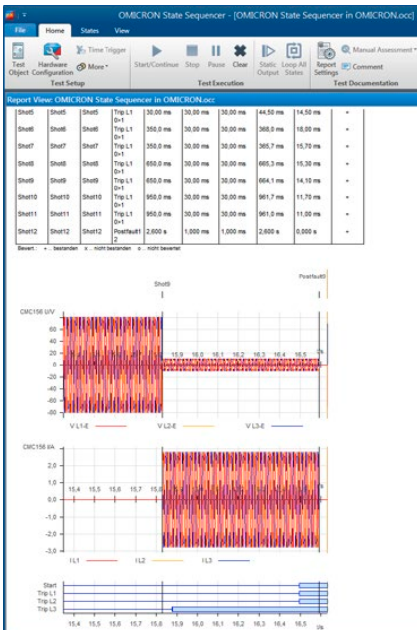 OMICRON State Sequencer - [OMICRON State Sequencer in OMICRON.occ]
File Home States View
Test Object Hardware Configuration Time Trigger More Start/Continue Stop Pause Clear Static Output Loop All States Report Settings Manual Assessment Comment
Test Setup Test Execution Test Documentation
Report View: OMICRON State Sequencer in OMICRON.occ
Shot5 Shot5 Shot5 Trip L1 0>1 30,00 ms 30,00 ms 30,00 ms 44,50 ms 14,50 ms +
Shot6 Shot6 Shot6 Trip L1 0>1 350,0 ms 30,00 ms 30,00 ms 368,0 ms 18,00 ms +
Shot7 Shot7 Shot7 Trip L1 0>1 350,0 ms 30,00 ms 30,00 ms 365,7 ms 15,70 ms +
Shot8 Shot8 Shot8 Trip L1 0>1 650,0 ms 30,00 ms 30,00 ms 665,3 ms 15,30 ms +
Shot9 Shot9 Shot9 Trip L1 0>1 650,0 ms 30,00 ms 30,00 ms 664,1 ms 14,10 ms +
Shot10 Shot10 Shot10 Trip L1 0>1 950,0 ms 30,00 ms 30,00 ms 961,7 ms 11,70 ms +
Shot11 Shot11 Shot11 Trip L1 0>1 950,0 ms 30,00 ms 30,00 ms 961,0 ms 11,00 ms +
Shot12 Shot12 Shot12 Postfault1 2 2,600 s 1,000 ms 1,000 ms 2,600 s 0,000 s +
Bewert.: + .. bestanden x .. nicht bestanden o .. nicht bewertet
Shot9
CMC156 U/V
60
40
20 15,9 16,0 16,1 16,2 16,3 16,4 16,5
0
-20
-40
-60
-80
V L1-E V L2-E V L3-E
CMC156 I/A
2,0
1,0
15,4 15,5 15,6 15,7
0,0
-1,0
-2,0
-3,0
I L1 I L2 I L3
Start
Trip L1
Trip L2
Trip L3
15,4 15,5 15,6 15,7 15,8 15,9 16,0 16,1 16,2 16,3 16,4 16,5 t/s